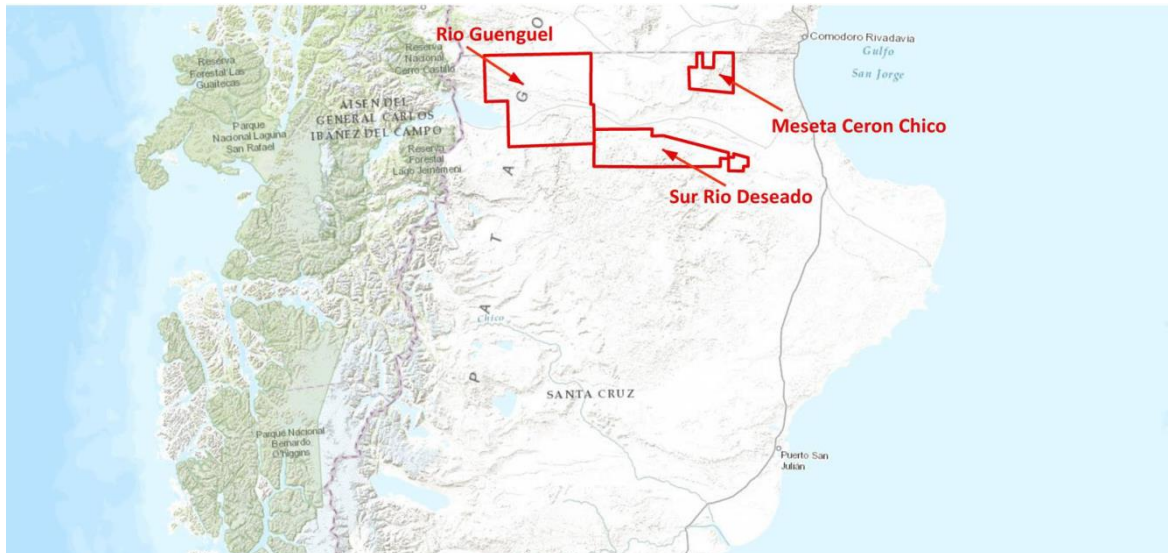 Rio Guenguel
Comodoro Rivadavia
Gulfo
San Jorge
Reserva
Nacional
Cerro Castillo
Reserva
Forestal Las
Guaitecas
AISEN DEL
GENERAL CARLOS
IBAÑEZ DEL CAMPO
Parque
Nacional Laguna
San Rafael
Reserva
Forestal
Lago Jeinimeni
Meseta Ceron Chico
Sur Rio Deseado
PATAGO
Chico
SANTA CRUZ
Parque Nacional
Bernardo
O'higgins
Puerto San
Julián